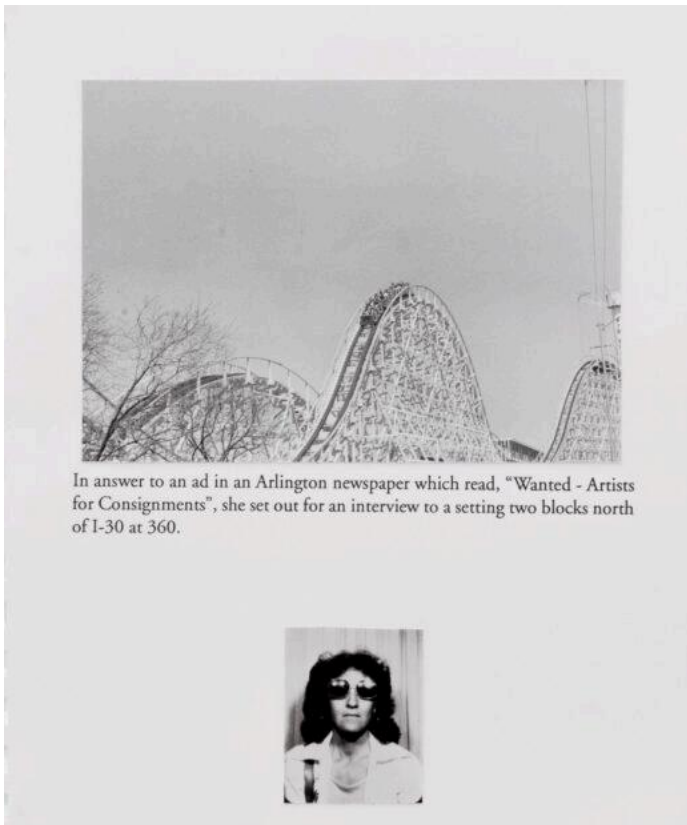 In answer to an ad in an Arlington newspaper which read, “Wanted - Artists
for Consignments”, she set out for an interview to a setting two blocks north
of I-30 at 360.